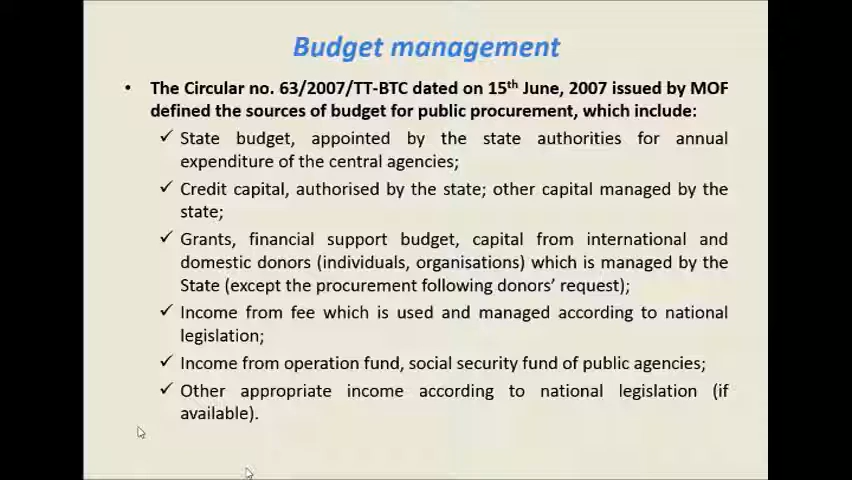 Budget management
• The Circular no. 63/2007/TT-BTC dated on 15th June, 2007 issued by MOF
defined the sources of budget for public procurement, which include:
✓ State budget, appointed by the state authorities for annual
expenditure of the central agencies;
✓ Credit capital, authorised by the state; other capital managed by the
state;
✓ Grants, financial support budget, capital from international and
domestic donors (individuals, organisations) which is managed by the
State (except the procurement following donors' request);
✓ Income from fee which is used and managed according to national
legislation;
✓ Income from operation fund, social security fund of public agencies;
✓ Other appropriate income according to national legislation (if
available).